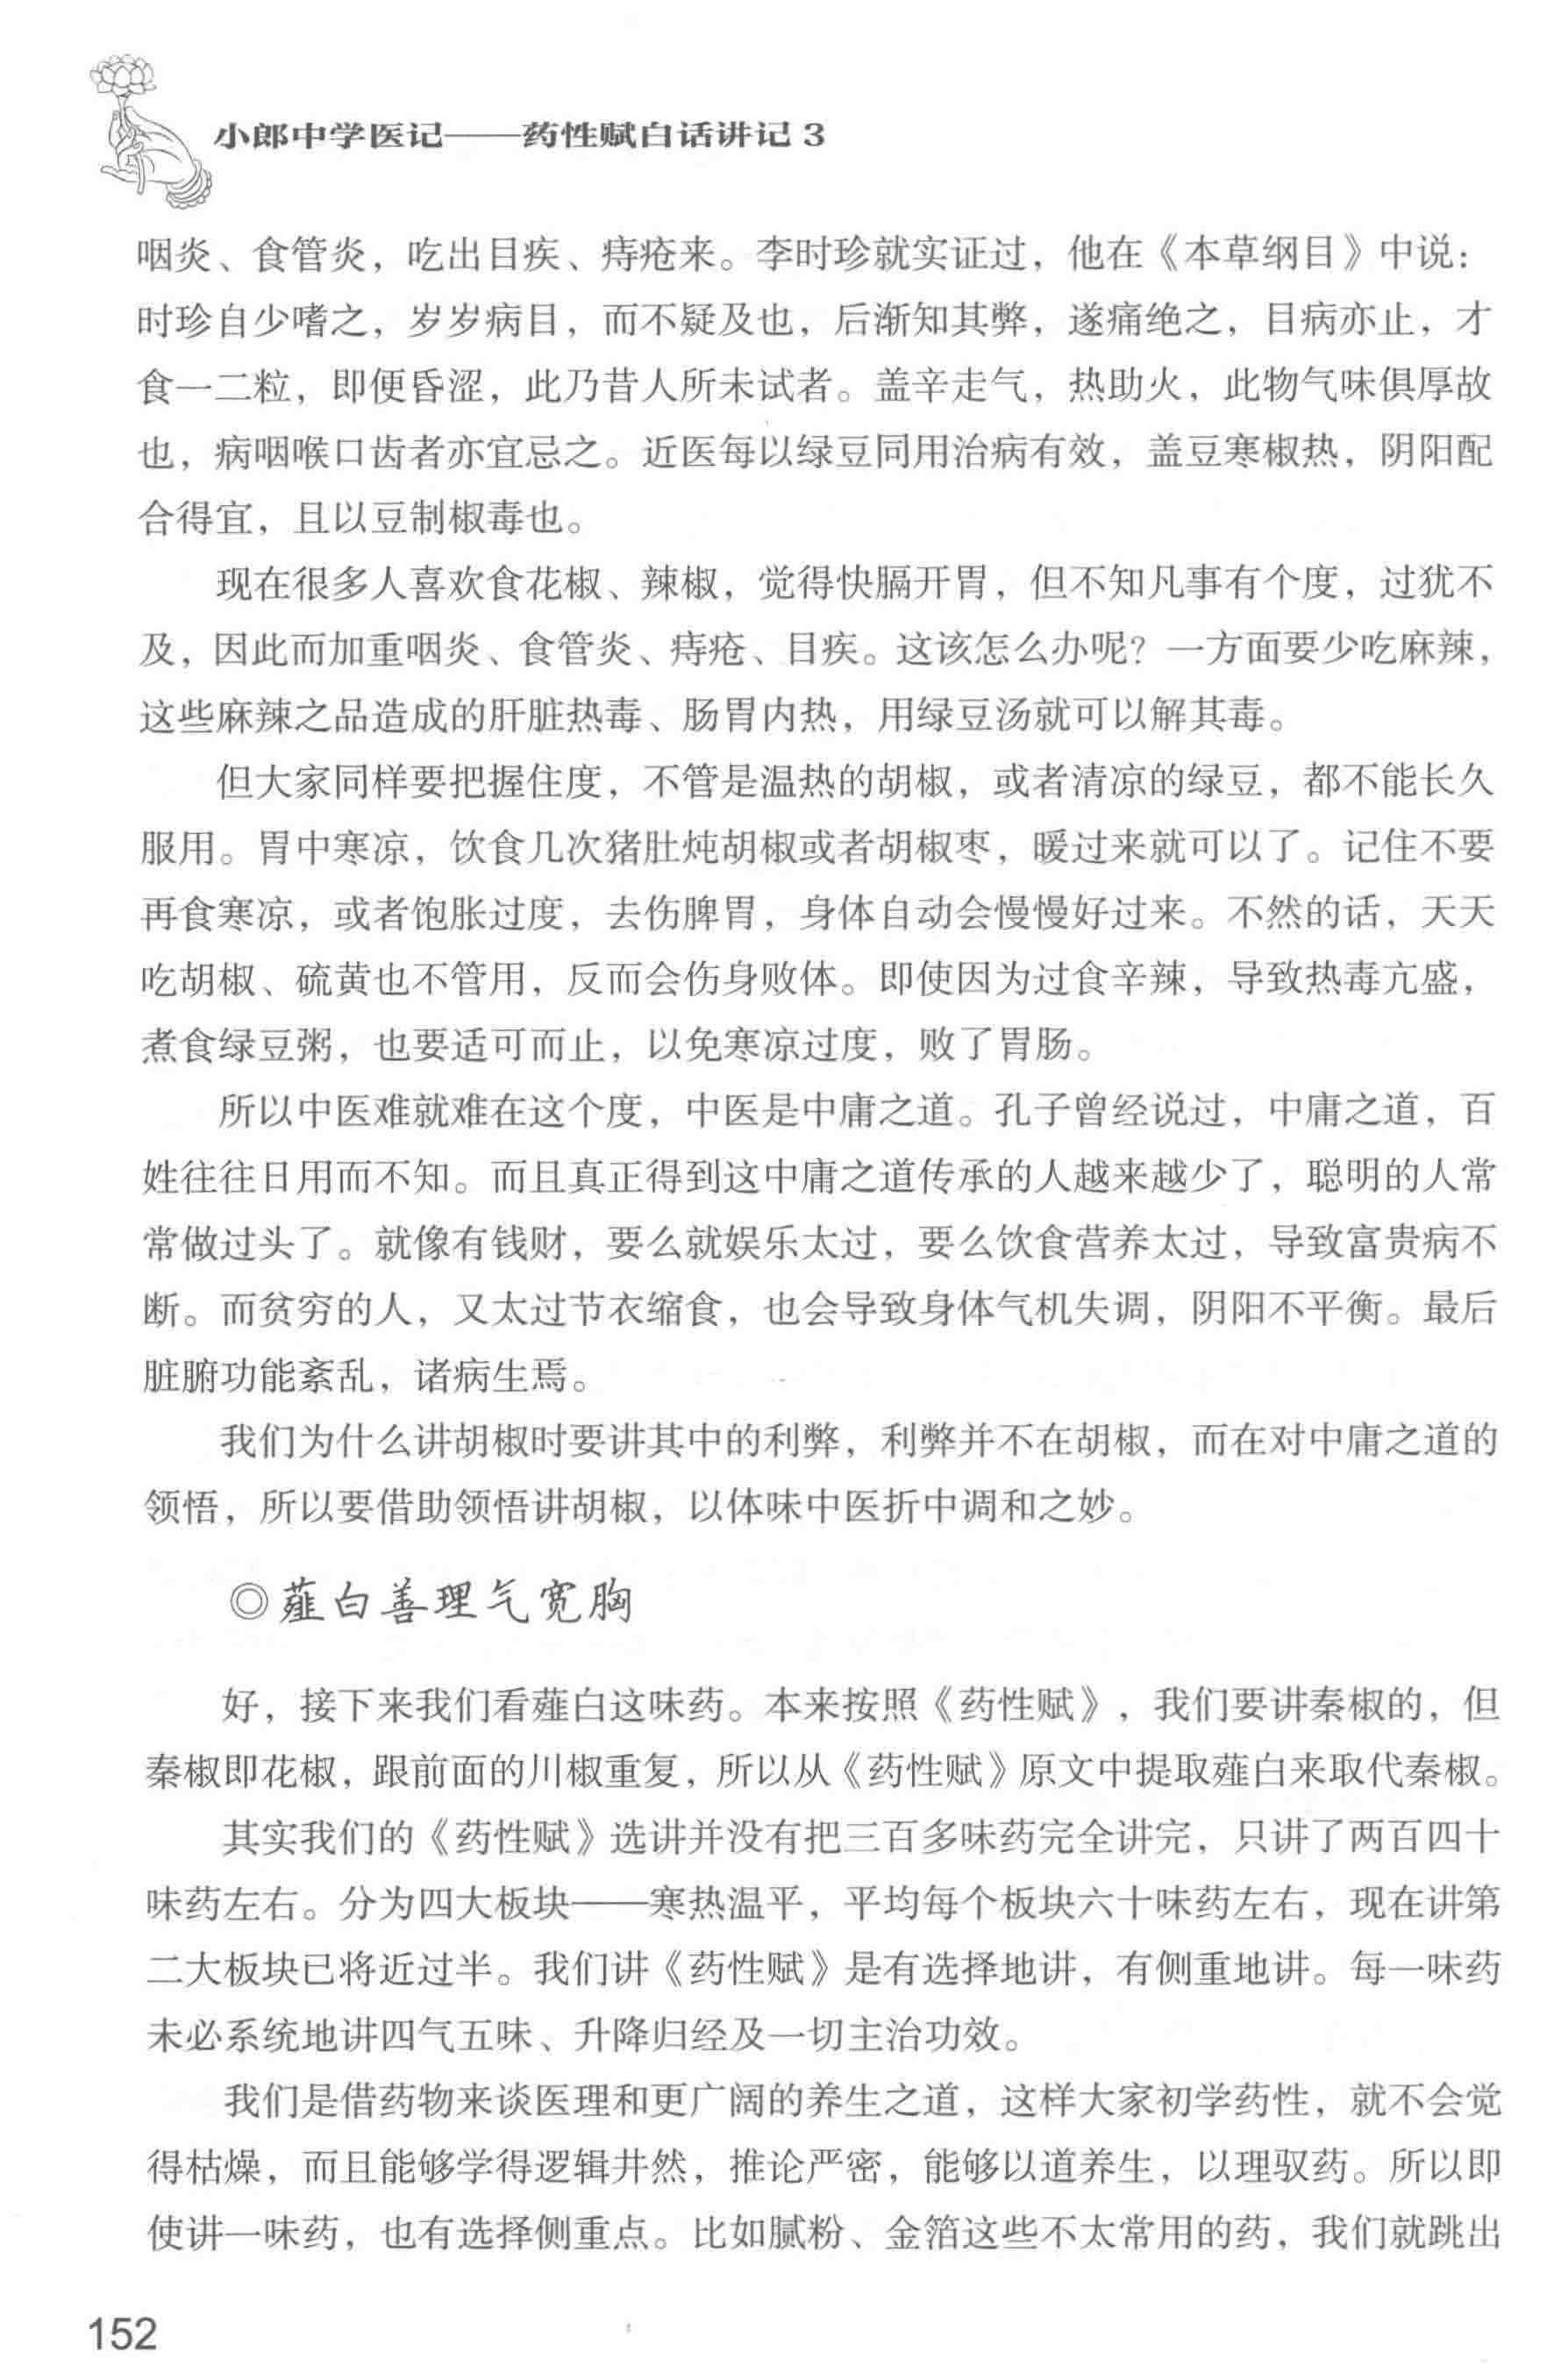 小郎中学医记——药性赋白话讲记 3
咽炎、食管炎，吃出目疾、痔疮来。李时珍就实证过，他在《本草纲目》中说：
时珍自少嗜之，岁岁病目，而不疑及也，后渐知其弊，遂痛绝之，目病亦止，才
食一二粒，即便昏涩，此乃昔人所未试者。盖辛走气，热助火，此物气味俱厚故
也，病咽喉口齿者亦宜忌之。近医每以绿豆同用治病有效，盖豆寒椒热，阴阳配
合得宜，且以豆制椒毒也。
现在很多人喜欢食花椒、辣椒，觉得快膈开胃，但不知凡事有个度，过犹不
及，因此而加重咽炎、食管炎、痔疮、目疾。这该怎么办呢？一方面要少吃麻辣，
这些麻辣之品造成的肝脏热毒、肠胃内热，用绿豆汤就可以解其毒。
但大家同样要把握住度，不管是温热的胡椒，或者清凉的绿豆，都不能长久
服用。胃中寒凉，饮食几次猪肚炖胡椒或者胡椒枣，暖过来就可以了。记住不要
再食寒凉，或者饱胀过度，去伤脾胃，身体自动会慢慢好过来。不然的话，天天
吃胡椒、硫黄也不管用，反而会伤身败体。即使因为过食辛辣，导致热毒亢盛，
煮食绿豆粥，也要适可而止，以免寒凉过度，败了胃肠。
所以中医难就难在这个度，中医是中庸之道。孔子曾经说过，中庸之道，百
姓往往日用而不知。而且真正得到这中庸之道传承的人越来越少了，聪明的人常
常做过头了。就像有钱财，要么就娱乐太过，要么饮食营养太过，导致富贵病不
断。而贫穷的人，又太过节衣缩食，也会导致身体气机失调，阴阳不平衡。最后
脏腑功能紊乱，诸病生焉。
我们为什么讲胡椒时要讲其中的利弊，利弊并不在胡椒，而在对中庸之道的
领悟，所以要借助领悟讲胡椒，以体味中医折中调和之妙。
◎薤白善理气宽胸
好，接下来我们看薤白这味药。本来按照《药性赋》，我们要讲秦椒的，但
秦椒即花椒，跟前面的川椒重复，所以从《药性赋》原文中提取薤白来取代秦椒。
其实我们的《药性赋》选讲并没有把三百多味药完全讲完，只讲了两百四十
味药左右。分为四大板块——寒热温平，平均每个板块六十味药左右，现在讲第
二大板块已将近过半。我们讲《药性赋》是有选择地讲，有侧重地讲。每一味药
未必系统地讲四气五味、升降归经及一切主治功效。
我们是借药物来谈医理和更广阔的养生之道，这样大家初学药性，就不会觉
得枯燥，而且能够学得逻辑井然，推论严密，能够以道养生，以理驭药。所以即
使讲一味药，也有选择侧重点。比如腻粉、金箔这些不太常用的药，我们就跳出
152